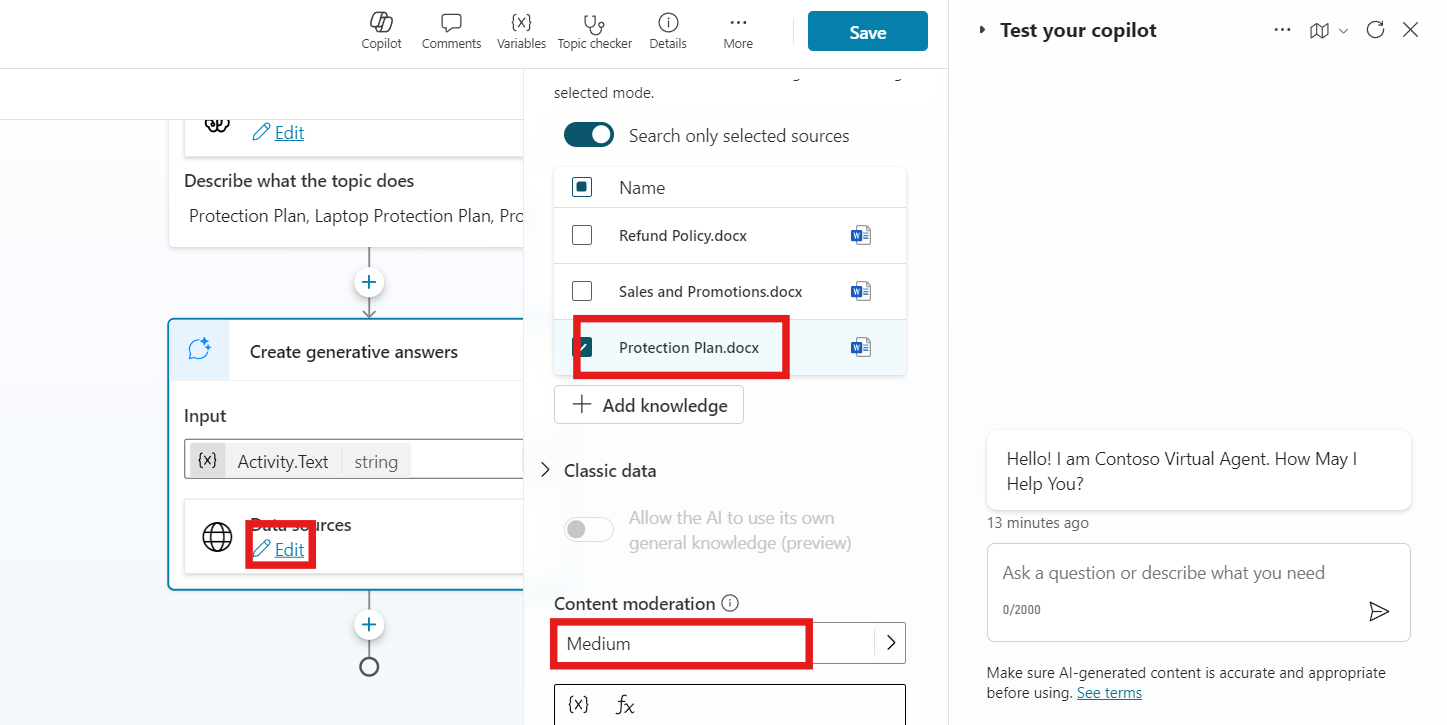 Copilot
Comments
Variables
Topic checker
Details
More
Save
Test your copilot
Edit
Describe what the topic does
Protection Plan, Laptop Protection Plan, Pro
Create generative answers
Input
{x} Activity.Text string
Data sources
Edit
selected mode.
Search only selected sources
Name
Refund Policy.docx
Sales and Promotions.docx
Protection Plan.docx
Add knowledge
Classic data
Allow the AI to use its own
general knowledge (preview)
Content moderation
Medium
{x} fx
Hello! I am Contoso Virtual Agent. How May I
Help You?
13 minutes ago
Ask a question or describe what you need
0/2000
Make sure AI-generated content is accurate and appropriate
before using. See terms